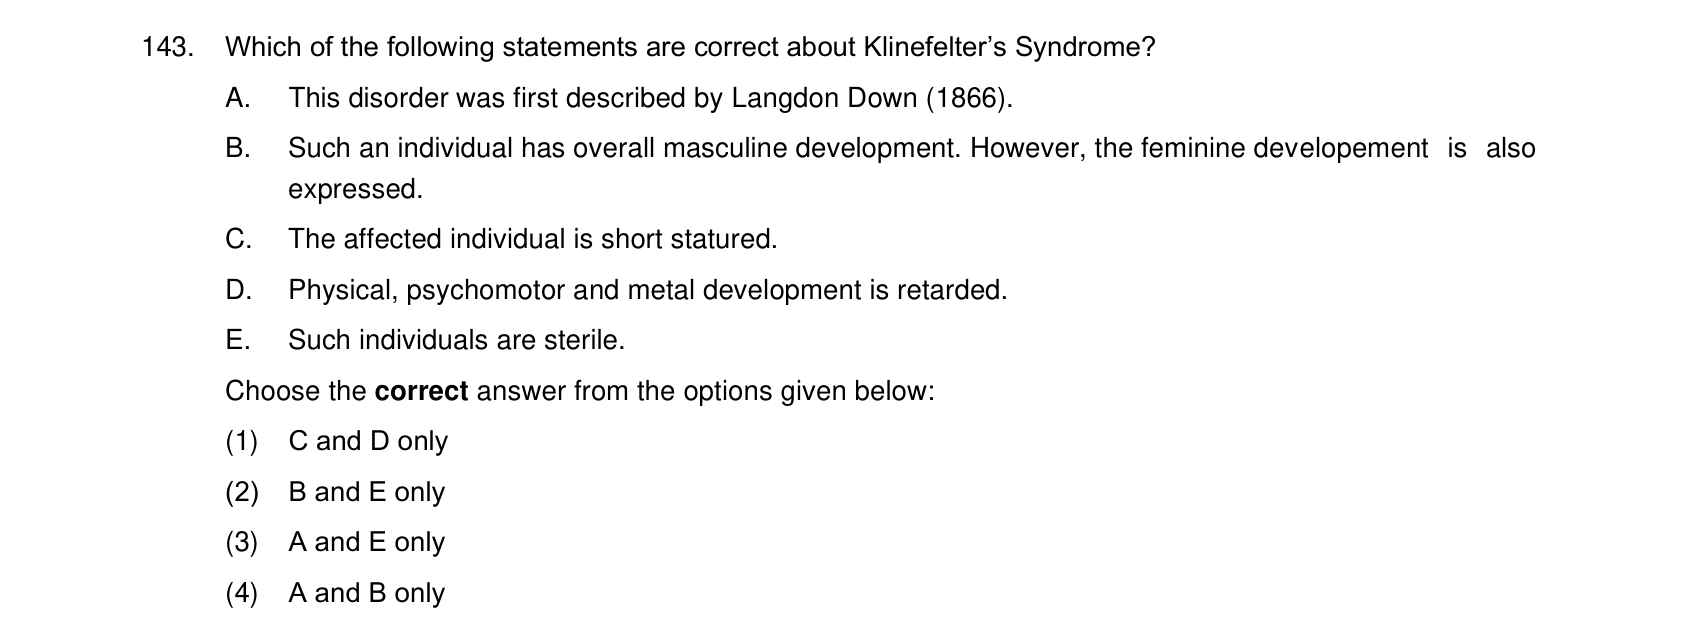 143. Which of the following statements are correct about Klinefelter's Syndrome?
A. This disorder was first described by Langdon Down (1866).
B. Such an individual has overall masculine development. However, the feminine developement is also
expressed.
C. The affected individual is short statured.
D. Physical, psychomotor and metal development is retarded.
E. Such individuals are sterile.
Choose the correct answer from the options given below:
(1) C and D only
(2) B and E only
(3) A and E only
(4) A and B only